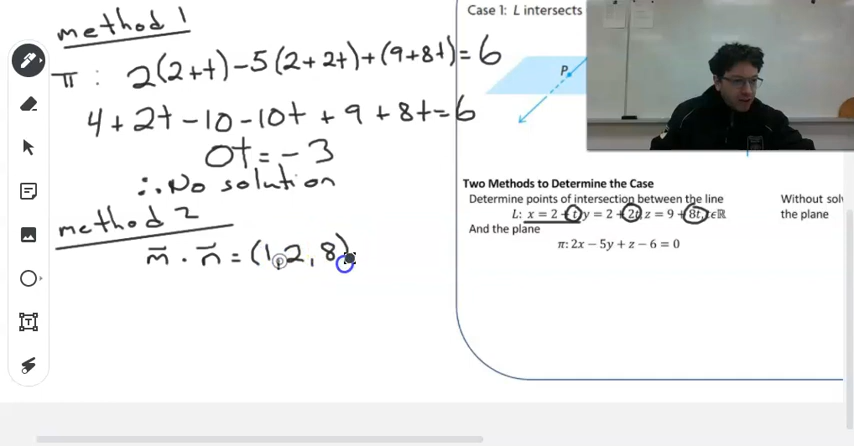 method 1
π : 2(2+t)-5(2+2t)+(9+8t)=6
4+2t-10-10t+9+8t=6
0t=-3
∴ No solution
method 2
m⃗ · n⃗ = (1,2,8)
Case 1: L intersects
P
Two Methods to Determine the Case
Determine points of intersection between the line
L: x = 2 + t, y = 2 + 2t, z = 9 + 8t, t∈ℝ
And the plane
π: 2x − 5y + z − 6 = 0
Without
the plane